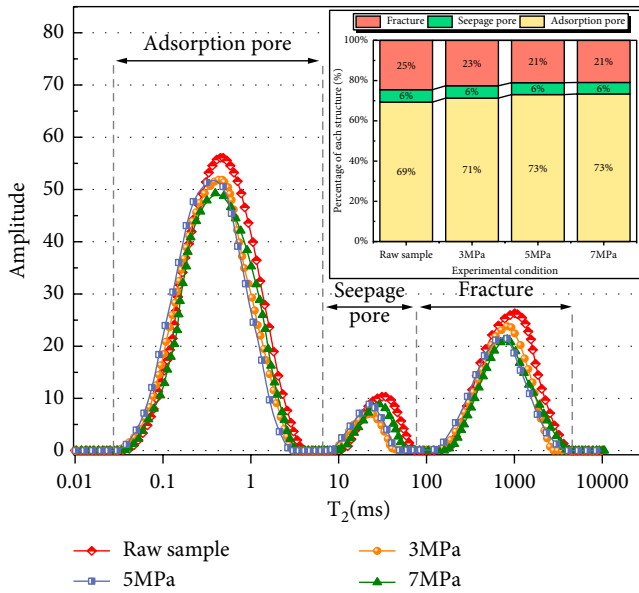 80
70
60
50
40
30
20
10
0
Amplitude
0.01
0.1
1
10
100
1000
10000
T2(ms)
Adsorption pore
Seepage
pore
Fracture
Fracture
Seepage pore
Adsorption pore
100%
80%
60%
40%
20%
0%
Percentage of each structure (%)
25%
23%
21%
21%
6%
6%
6%
6%
69%
71%
73%
73%
Raw sample
3MPa
5MPa
7MPa
Experimental condition
Raw sample
3MPa
5MPa
7MPa